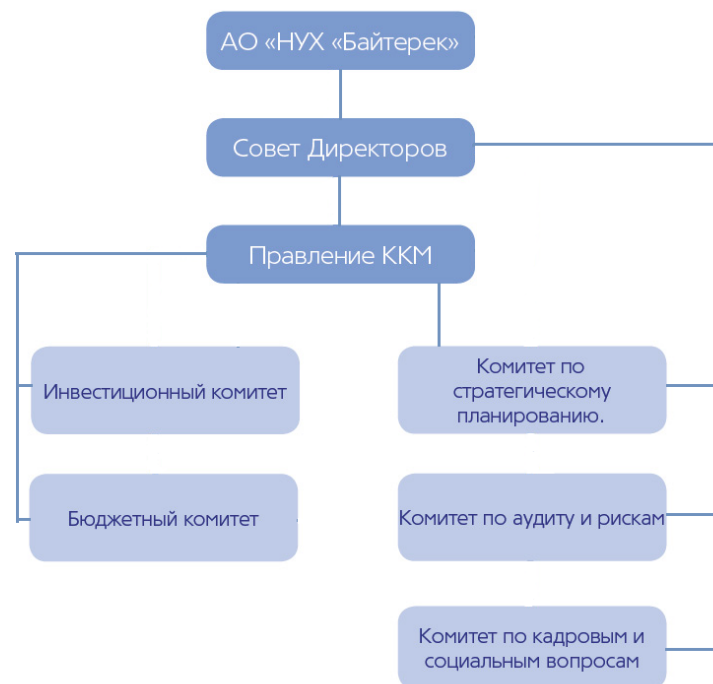 АО «НУХ «Байтерек»
Совет Директоров
Правление ККМ
Инвестиционный комитет
Комитет по
стратегическому
планированию.
Бюджетный комитет
Комитет по аудиту и рискам
Комитет по кадровым и
социальным вопросам